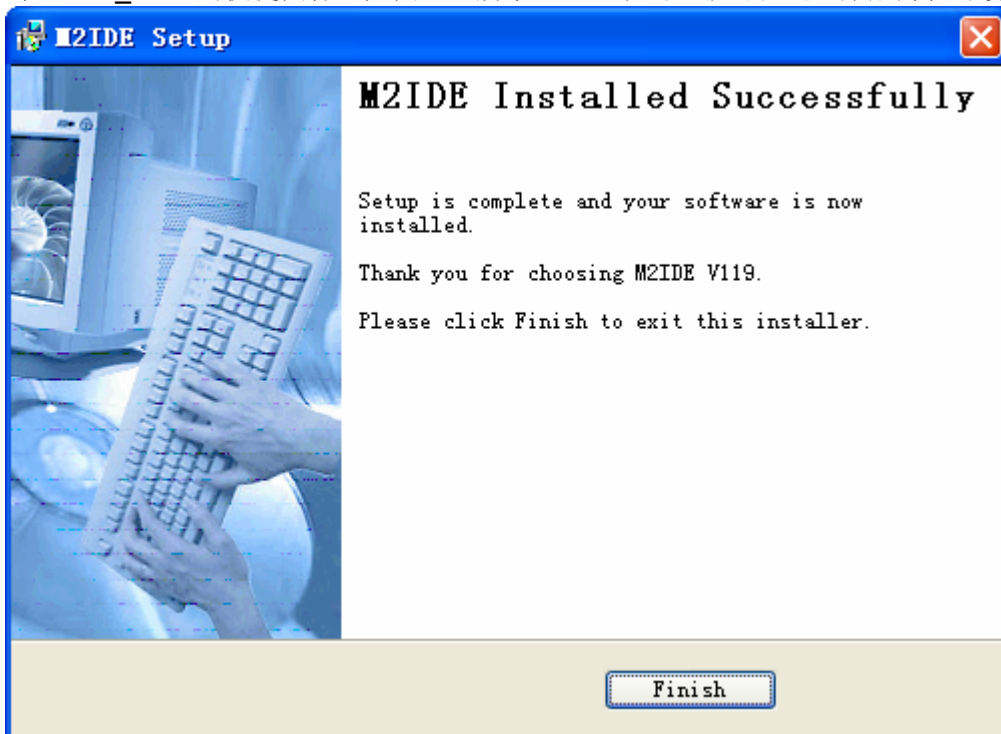 M2IDE Setup
M2IDE Installed Successfully
Setup is complete and your software is now
installed.
Thank you for choosing M2IDE V119.
Please click Finish to exit this installer.
Finish